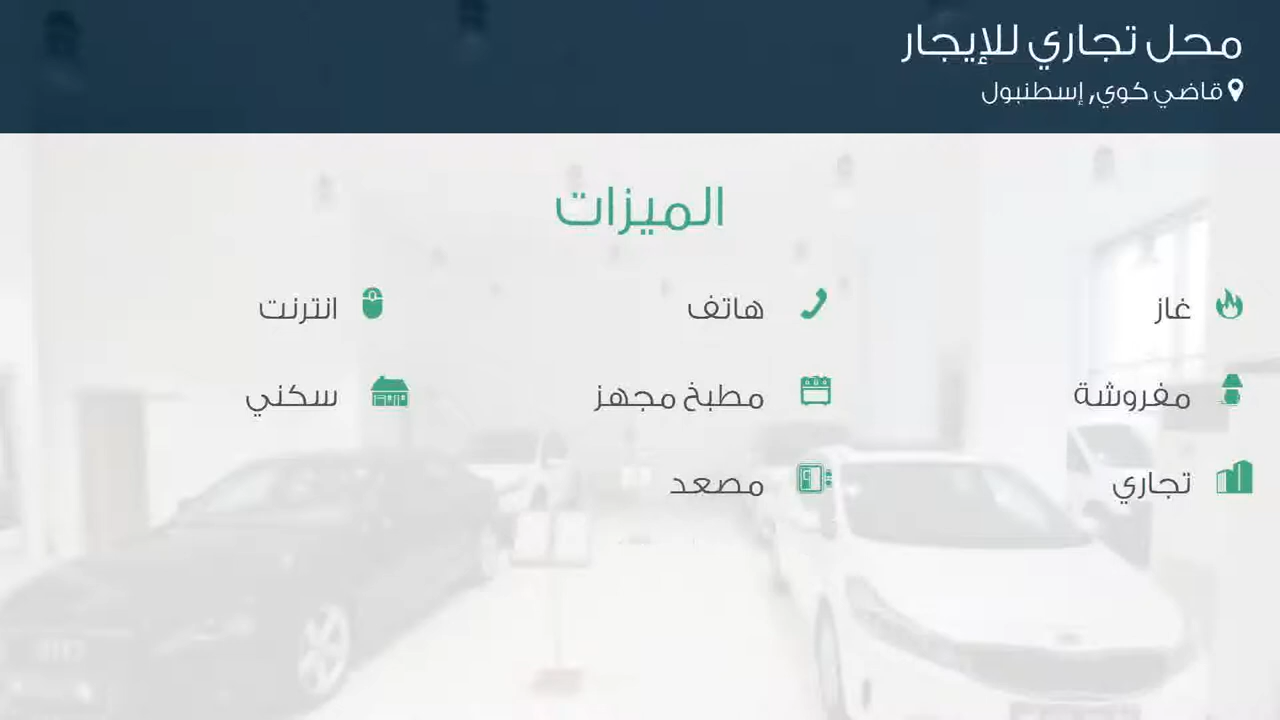 محل تجاري للإيجار
قاضي كوي, إسطنبول
الميزات
غاز
هاتف
انترنت
مفروشة
مطبخ مجهز
سكني
تجاري
مصعد